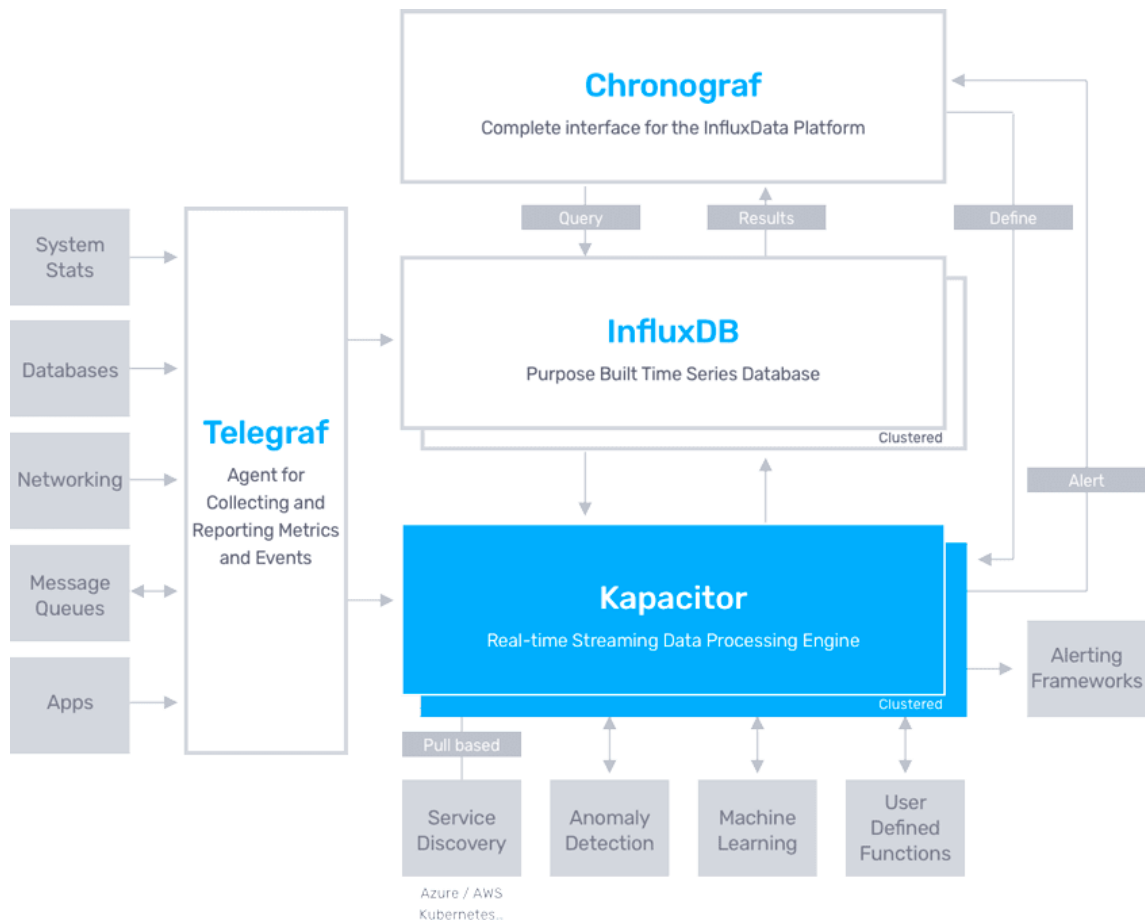 Chronograf
Complete interface for the InfluxData Platform
Query
Results
Define
System
Stats
Databases
Networking
Message
Queues
Apps
Telegraf
Agent for
Collecting and
Reporting Metrics
and Events
InfluxDB
Purpose Built Time Series Database
Clustered
Alert
Kapacitor
Real-time Streaming Data Processing Engine
Clustered
Alerting
Frameworks
Pull based
Service
Discovery
Anomaly
Detection
Machine
Learning
User
Defined
Functions
Azure / AWS
Kubernetes...